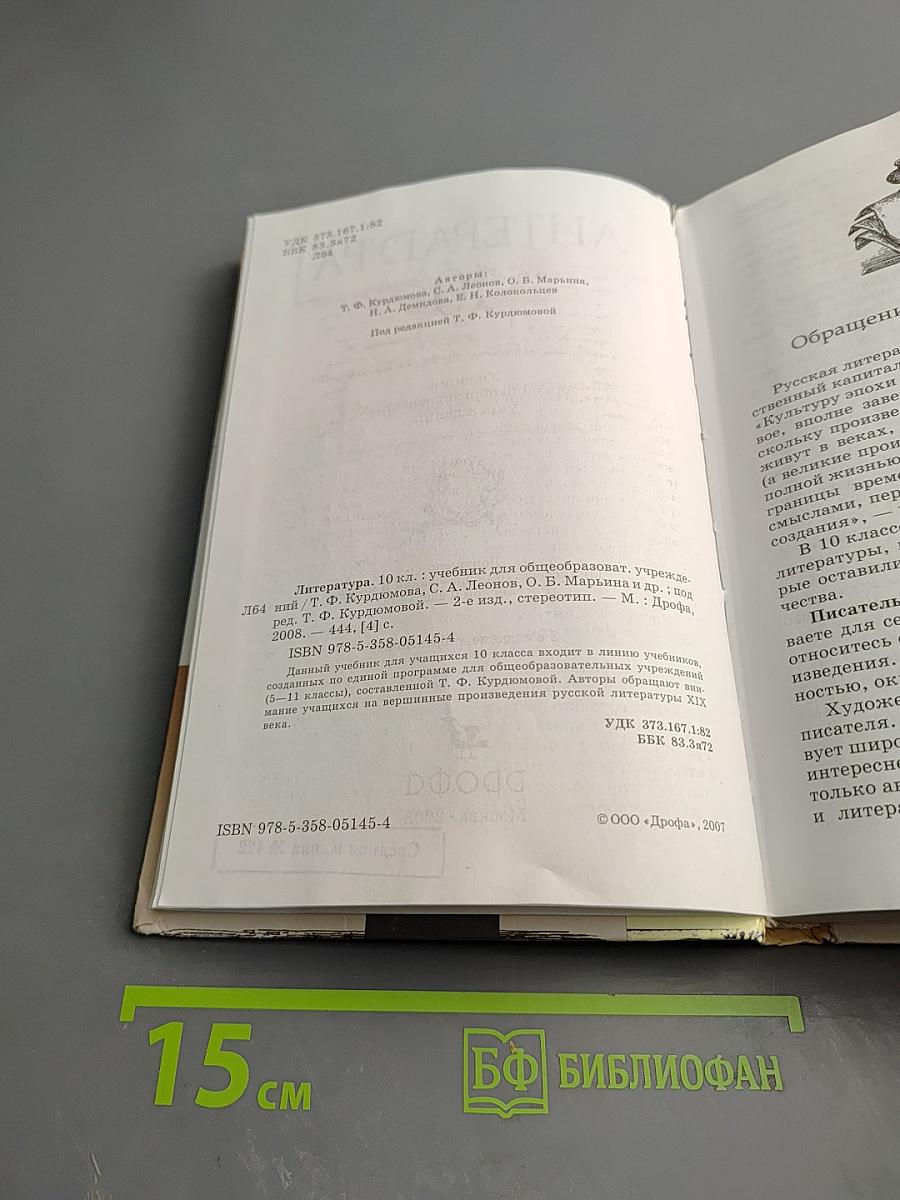 УДК 373.167.1:82
ББК 83.3я72
Л64
Авторы:
Т. Ф. Курдюмова, С. А. Леонов, О. Б. Марьина,
Н. А. Демидова, Е. Н. Колокольцев
Под редакцией Т. Ф. Курдюмовой
Литература. 10 кл. : учебник для общеобразоват. учрежде-
Л64 ний / Т. Ф. Курдюмова, С. А. Леонов, О. Б. Марьина и др. ; под
ред. Т. Ф. Курдюмовой. — 2-е изд., стереотип. — М. : Дрофа,
2008. — 444, [4] с.
ISBN 978-5-358-05145-4
Данный учебник для учащихся 10 класса входит в линию учебников,
созданных по единой программе для общеобразовательных учреждений
(5—11 классы), составленной Т. Ф. Курдюмовой. Авторы обращают вни-
мание учащихся на вершинные произведения русской литературы XIX
века.
УДК 373.167.1:82
ББК 83.3я72
ISBN 978-5-358-05145-4
© ООО «Дрофа», 2007
Обращени
Русская литера
ственный капитал
«Культуру эпохи
вое, вполне заве
скольку произве
живут в веках,
(а великие прои
полной жизнью
границы време
смыслами, пер
создания», —
В 10 класс
литературы,
рые оставили
чества.
Писатель
ваете для се
относитесь
изведения.
ностью, ок
Художе
писателя.
вует широ
интересне
только ан
и литера
15 см
БФ БИБЛИОФАН